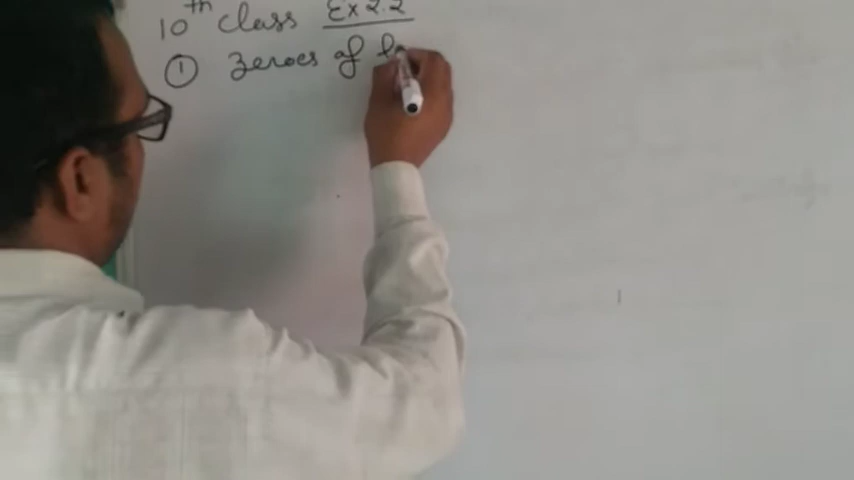 10th class Ex 2.2
① Zeroes of